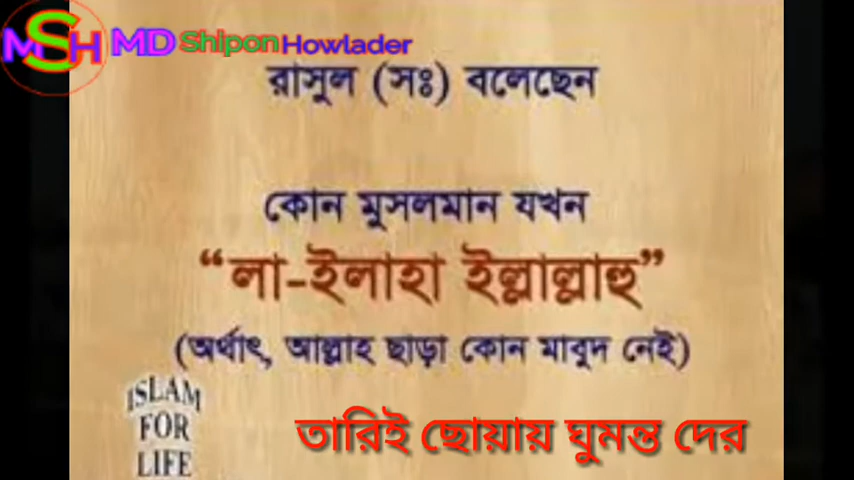 MSH MD Shipon Howlader
রাসুল (সঃ) বলেছেন
কোন মুসলমান যখন
“লা-ইলাহা ইল্লাল্লাহু”
(অর্থাৎ, আল্লাহ ছাড়া কোন মাবুদ নেই)
ISLAM
FOR
LIFE
তারিই ছোয়ায় ঘুমন্ত দের